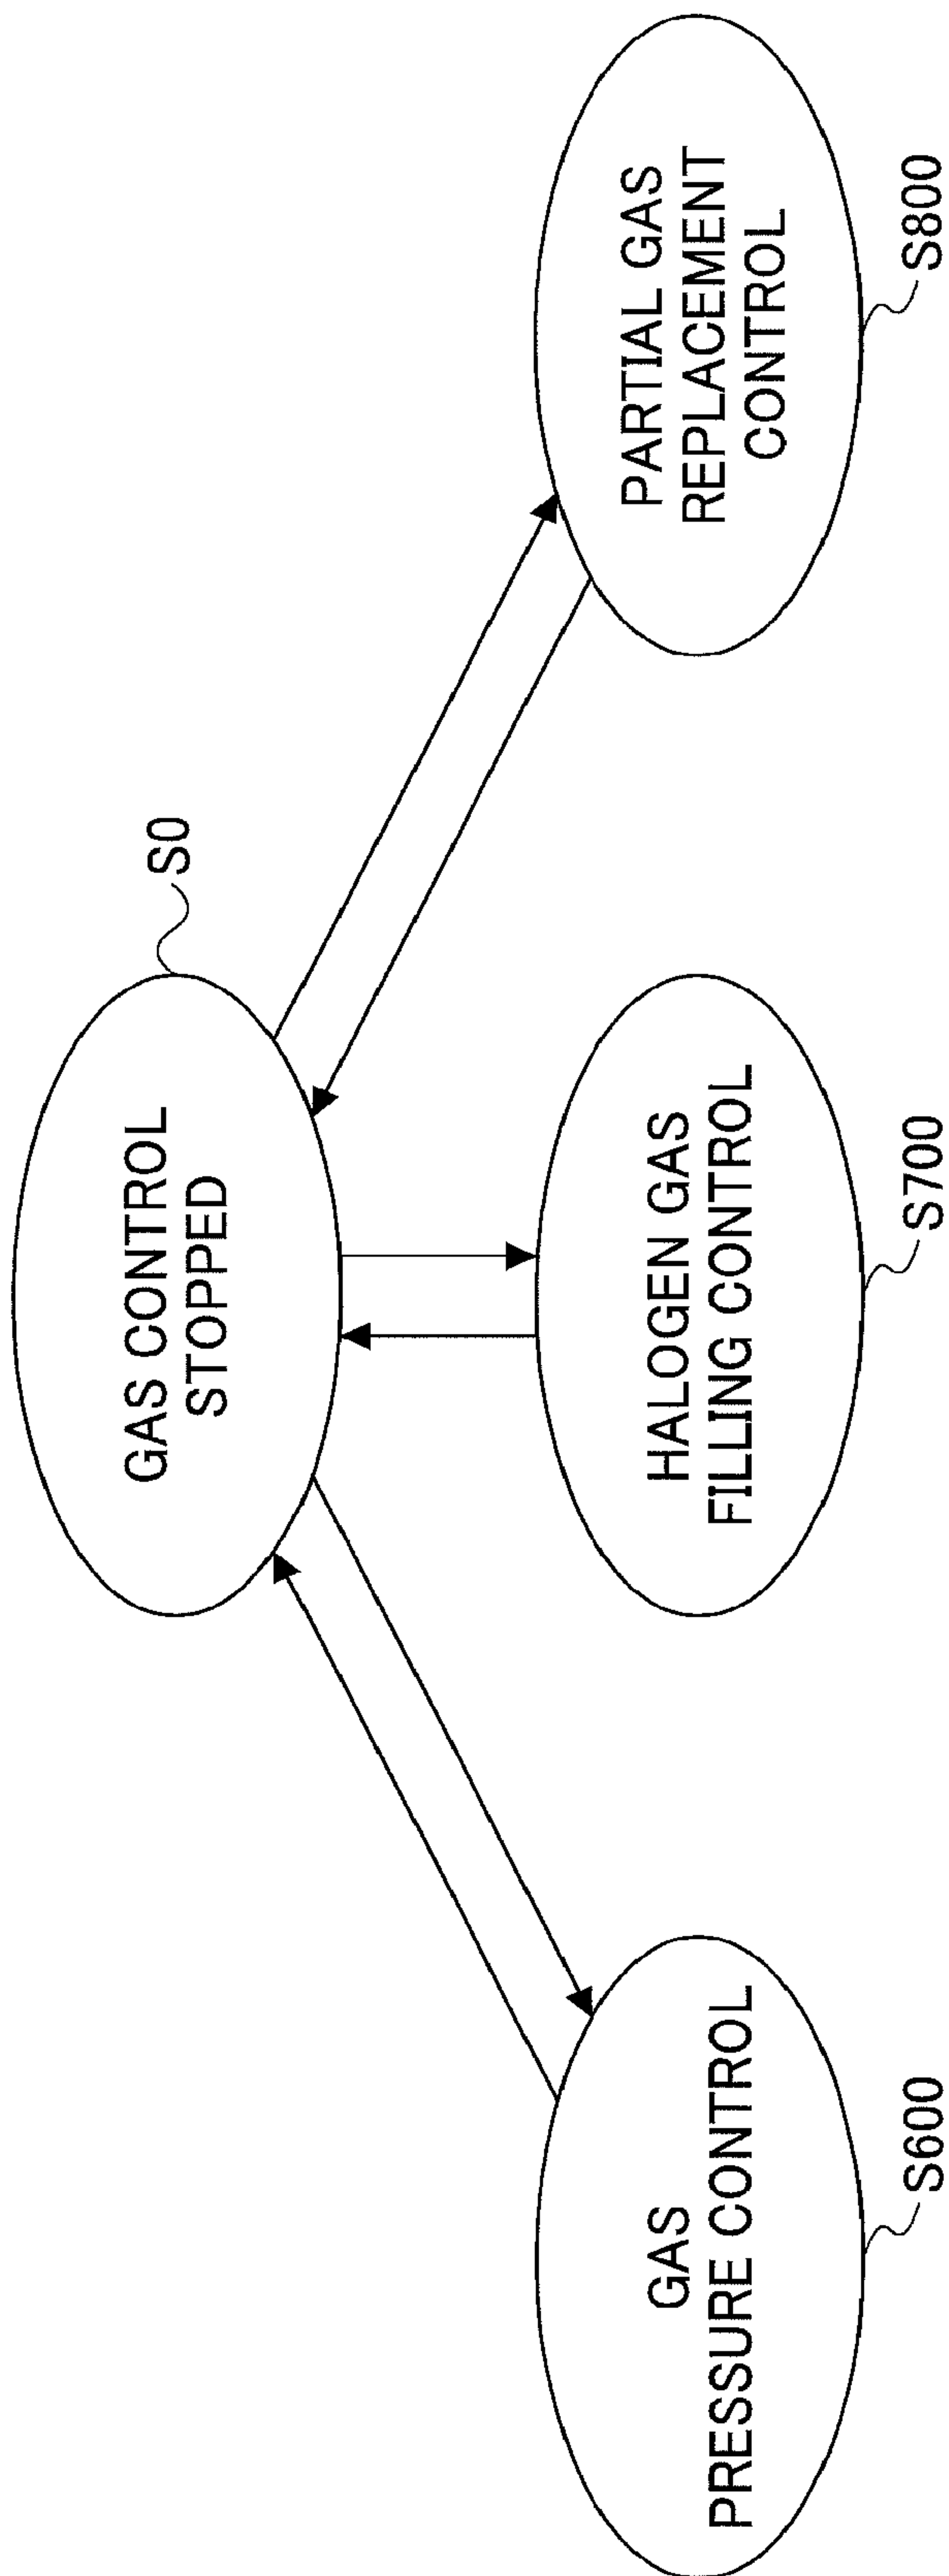 GAS CONTROL
STOPPED
S0
GAS
PRESSURE CONTROL
S600
HALOGEN GAS
FILLING CONTROL
S700
PARTIAL GAS
REPLACEMENT
CONTROL
S800